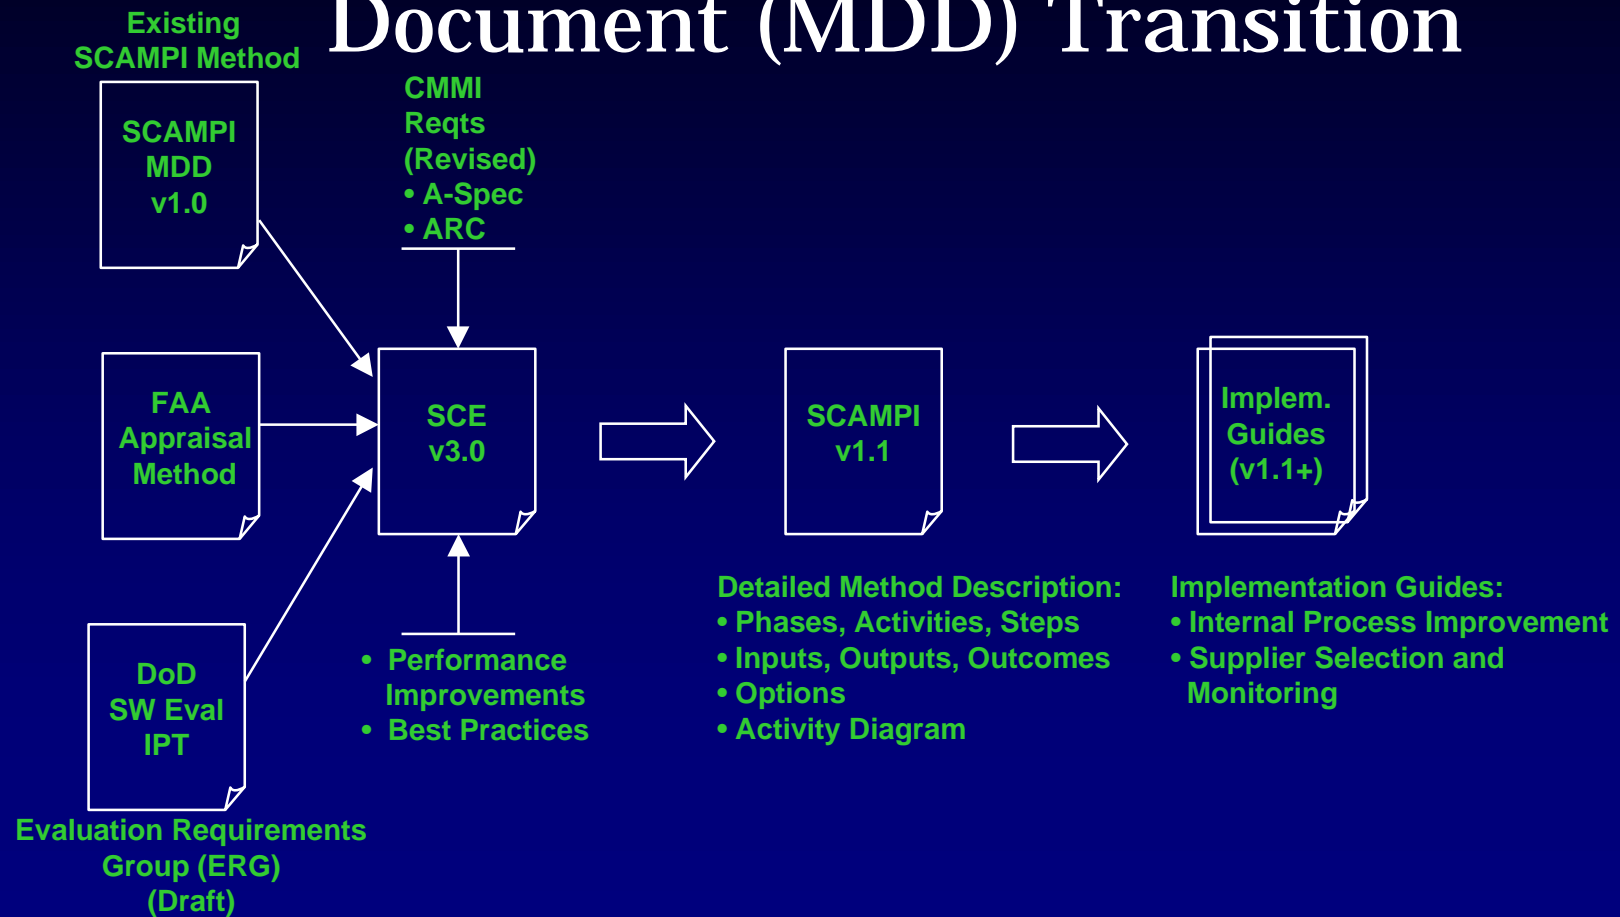 Document (MDD) Transition
Existing
SCAMPI Method
SCAMPI
MDD
v1.0
CMMI
Reqts
(Revised)
• A-Spec
• ARC
FAA
Appraisal
Method
SCE
v3.0
SCAMPI
v1.1
Implem.
Guides
(v1.1+)
DoD
SW Eval
IPT
Evaluation Requirements
Group (ERG)
(Draft)
• Performance
Improvements
• Best Practices
Detailed Method Description:
• Phases, Activities, Steps
• Inputs, Outputs, Outcomes
• Options
• Activity Diagram
Implementation Guides:
• Internal Process Improvement
• Supplier Selection and
Monitoring